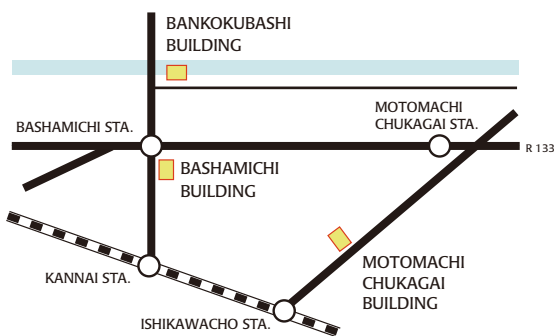 BANKOKUBASHI
BUILDING
MOTOMACHI
CHUKAGAI STA.
BASHAMICHI STA.
R 133
BASHAMICHI
BUILDING
KANNAI STA.
MOTOMACHI
CHUKAGAI
BUILDING
ISHIKAWACHO STA.